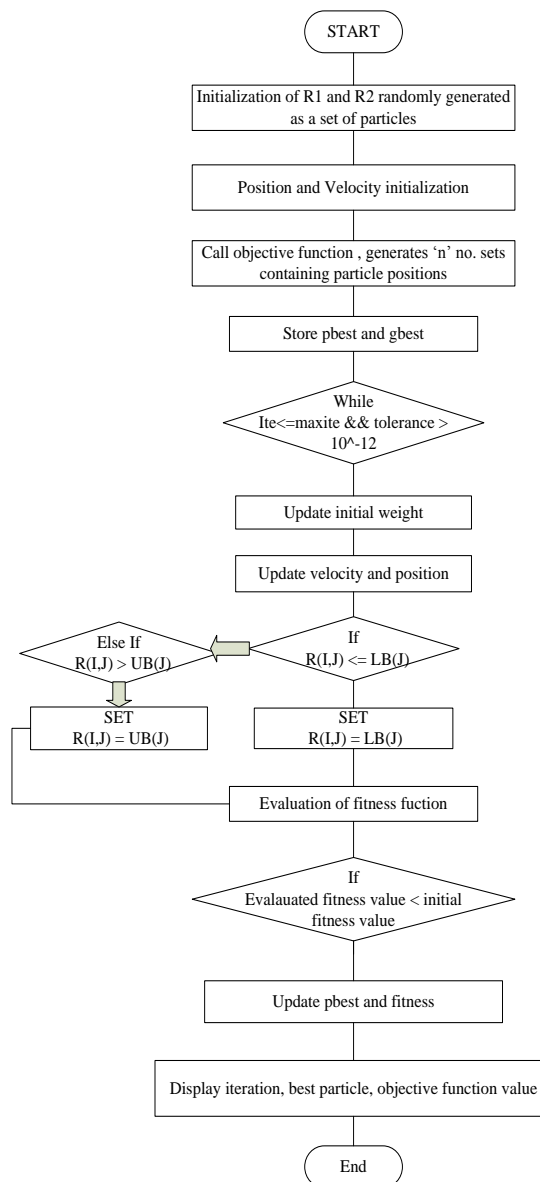 START
Initialization of R1 and R2 randomly generated
as a set of particles
Position and Velocity initialization
Call objective function , generates ‘n’ no. sets
containing particle positions
Store pbest and gbest
While
Ite<=maxite && tolerance >
10^-12
Update initial weight
Update velocity and position
If
R(I,J) <= LB(J)
Else If
R(I,J) > UB(J)
SET
R(I,J) = UB(J)
SET
R(I,J) = LB(J)
Evaluation of fitness fuction
If
Evalauated fitness value < initial
fitness value
Update pbest and fitness
Display iteration, best particle, objective function value
End